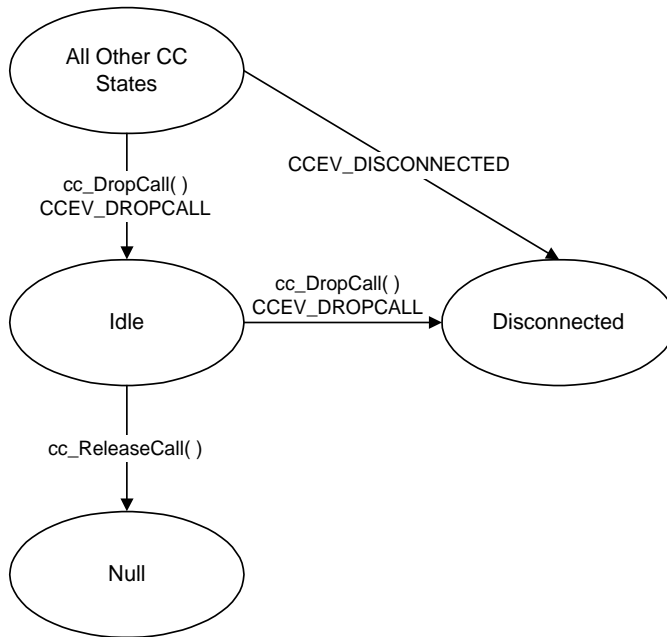 All Other CC
States
cc_DropCall( )
CCEV_DROPCALL
CCEV_DISCONNECTED
Idle
cc_DropCall( )
CCEV_DROPCALL
Disconnected
cc_ReleaseCall( )
Null